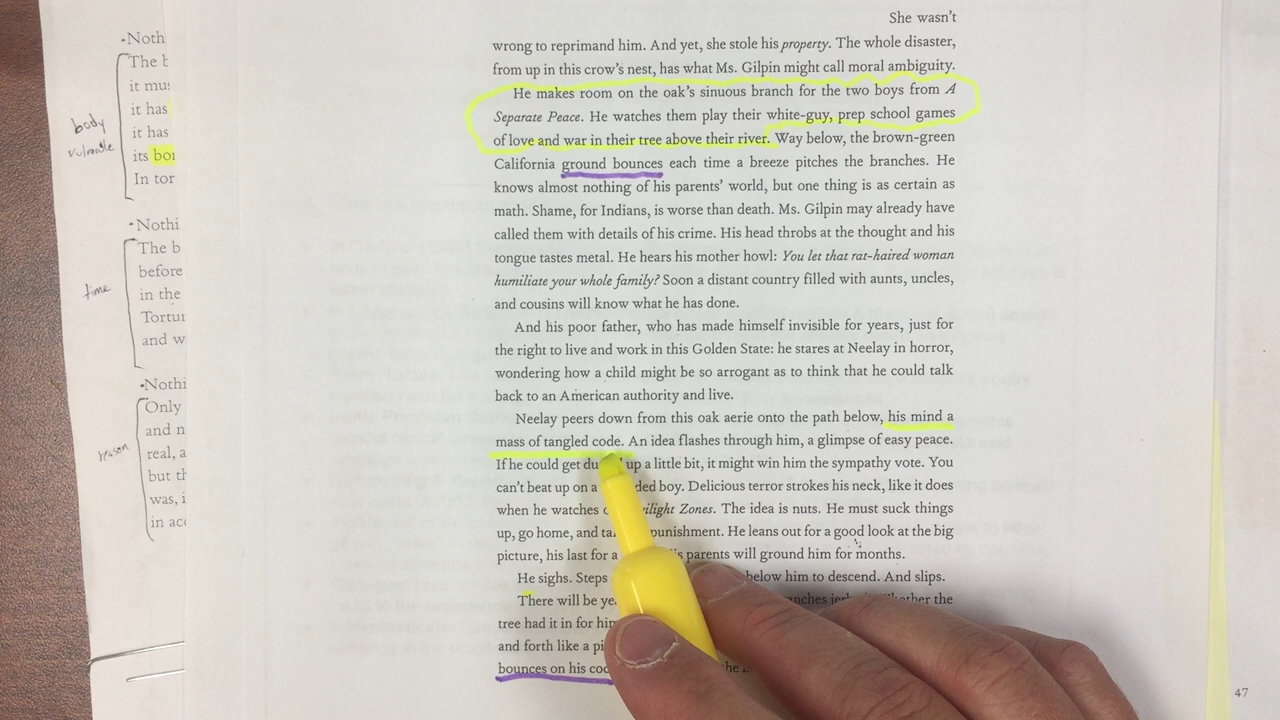 She wasn't
wrong to reprimand him. And yet, she stole his property. The whole disaster,
from up in this crow's nest, has what Ms. Gilpin might call moral ambiguity.
He makes room on the oak's sinuous branch for the two boys from A
Separate Peace. He watches them play their white-guy, prep school games
of love and war in their tree above their river. Way below, the brown-green
California ground bounces each time a breeze pitches the branches. He
knows almost nothing of his parents' world, but one thing is as certain as
math. Shame, for Indians, is worse than death. Ms. Gilpin may already have
called them with details of his crime. His head throbs at the thought and his
tongue tastes metal. He hears his mother howl: You let that rat-haired woman
humiliate your whole family? Soon a distant country filled with aunts, uncles,
and cousins will know what he has done.
And his poor father, who has made himself invisible for years, just for
the right to live and work in this Golden State: he stares at Neelay in horror,
wondering how a child might be so arrogant as to think that he could talk
back to an American authority and live.
Neelay peers down from this oak aerie onto the path below, his mind a
mass of tangled code. An idea flashes through him, a glimpse of easy peace.
If he could get up a little bit, it might win him the sympathy vote. You
can't beat up on a boy. Delicious terror strokes his neck, like it does
when he watches Zones. The idea is nuts. He must suck things
up, go home, and punishment. He leans out for a good look at the big
picture, his last for a parents will ground him for months.
He sighs. Steps below him to descend. And slips.
There will be the
tree had it in for
and forth like a
bounces on his
47
•Noth
The b
it mus
it has
it has
its
In tor
body
•Nothi
The b
before
in the
Tortur
and w
time
•Nothi
Only
and n
real, a
but th
was, i
in
reason